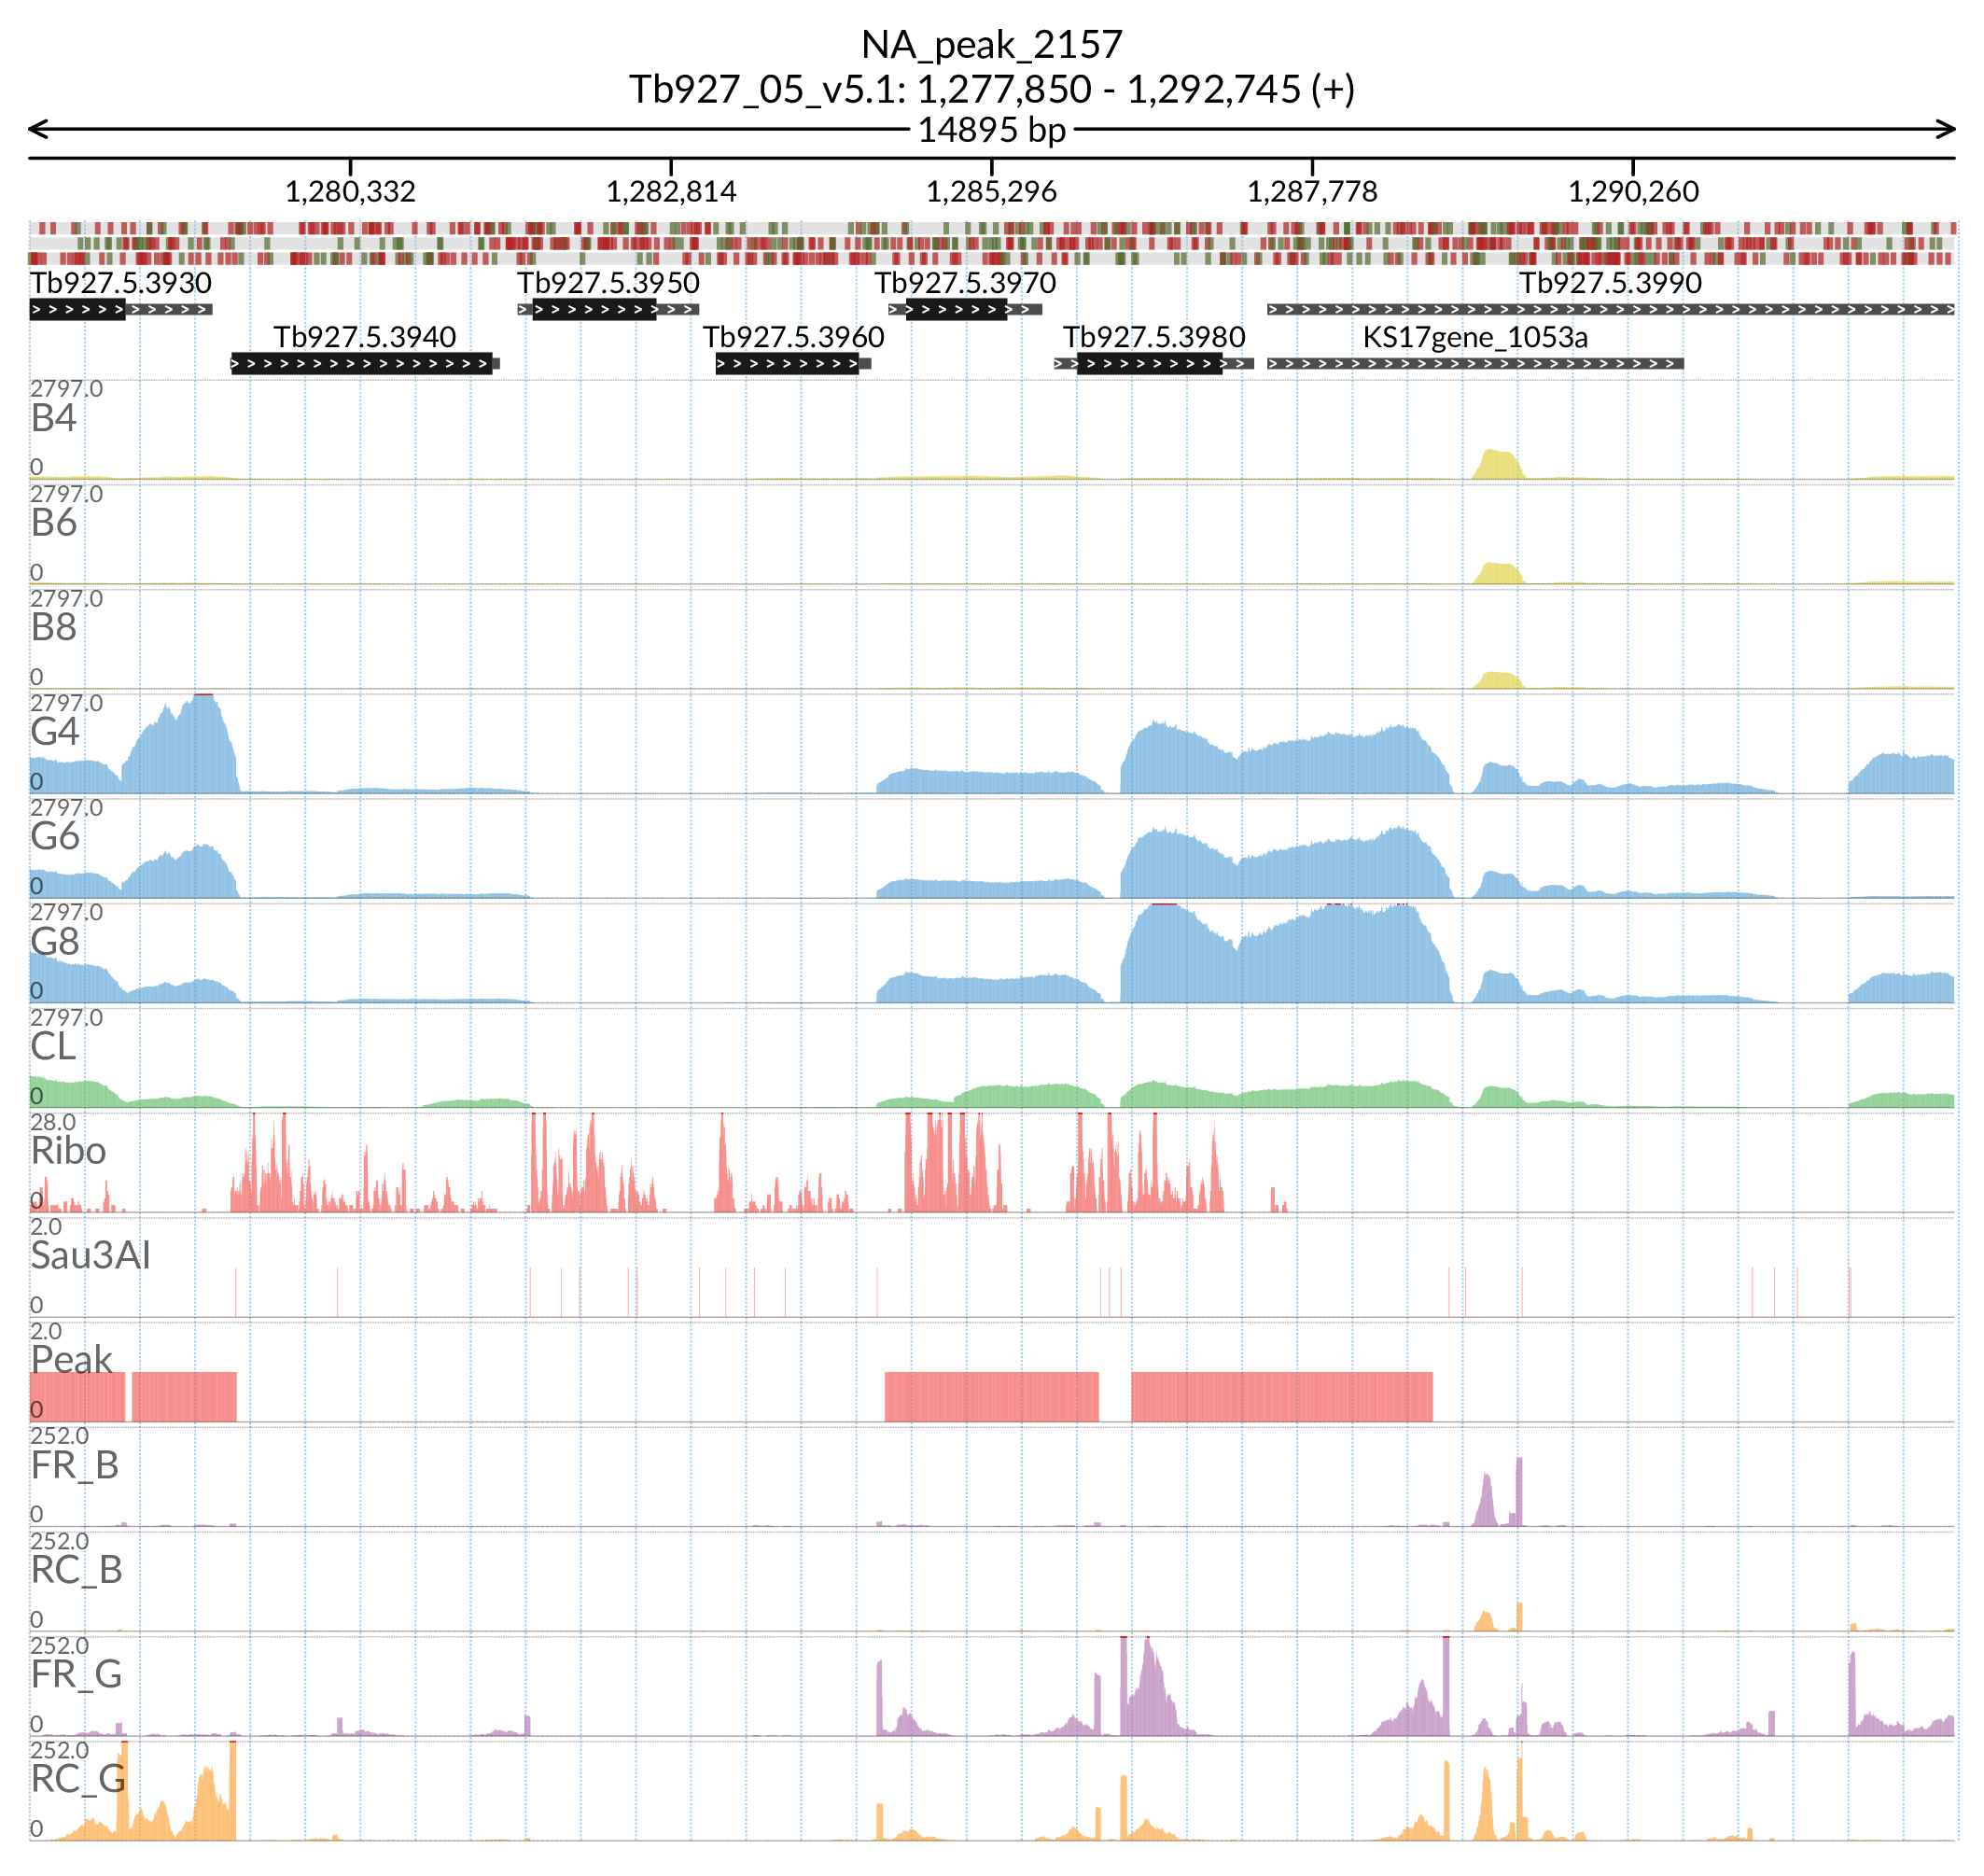 NA_peak_2157
Tb927_05_v5.1: 1,277,850 - 1,292,745 (+)
14895 bp
1,280,332 1,282,814 1,285,296 1,287,778 1,290,260
Tb927.5.3930 Tb927.5.3950 Tb927.5.3970 Tb927.5.3990
Tb927.5.3940 Tb927.5.3960 Tb927.5.3980 KS17gene_1053a
2797.0
B4
0
2797.0
B6
0
2797.0
B8
0
2797.0
G4
0
2797.0
G6
0
2797.0
G8
0
2797.0
CL
0
28.0
Ribo
0
2.0
Sau3AI
0
2.0
Peak
0
252.0
FR_B
0
252.0
RC_B
0
252.0
FR_G
0
252.0
RC_G
0